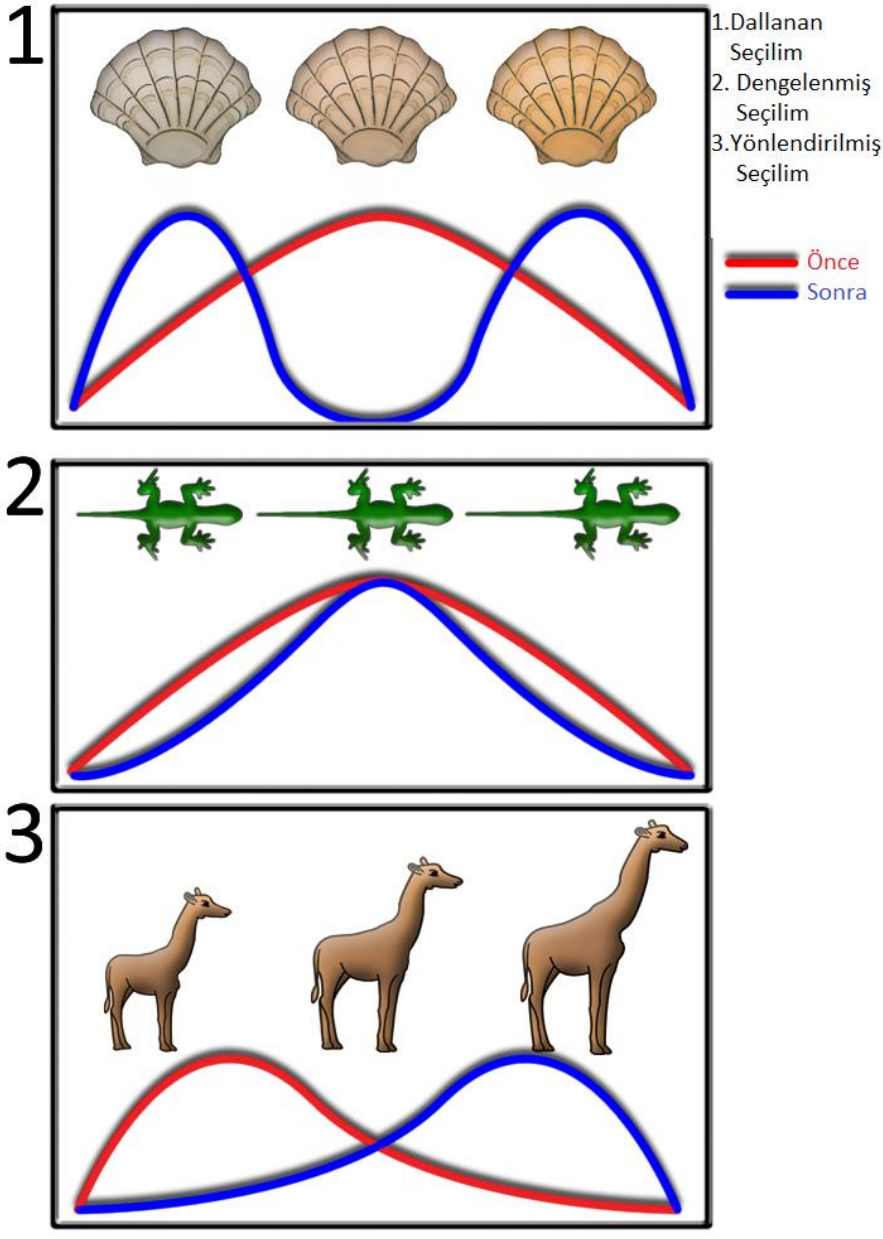 1
1.Dallanan
Seçilim
2. Dengelenmiş
Seçilim
3.Yönlendirilmiş
Seçilim
Önce
Sonra
2
3